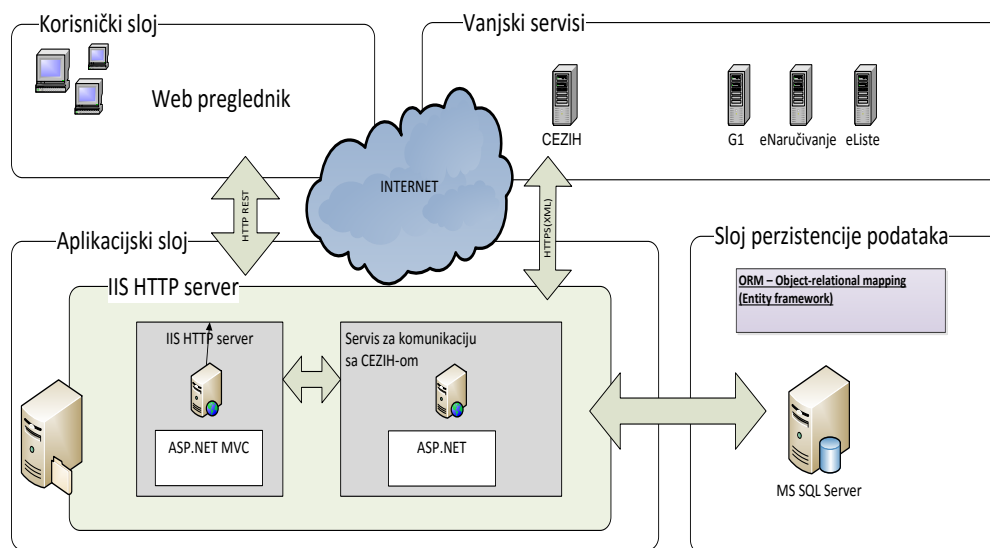 Korisnički sloj
Web preglednik
Vanjski servisi
CEZIH
G1
eNaručivanje
eListe
INTERNET
HTTP REST
HTTPS(XML)
Aplikacijski sloj
IIS HTTP server
IIS HTTP server
ASP.NET MVC
Servis za komunikaciju
sa CEZIH-om
ASP.NET
Sloj perzistencije podataka
ORM – Object-relational mapping
(Entity framework)
MS SQL Server